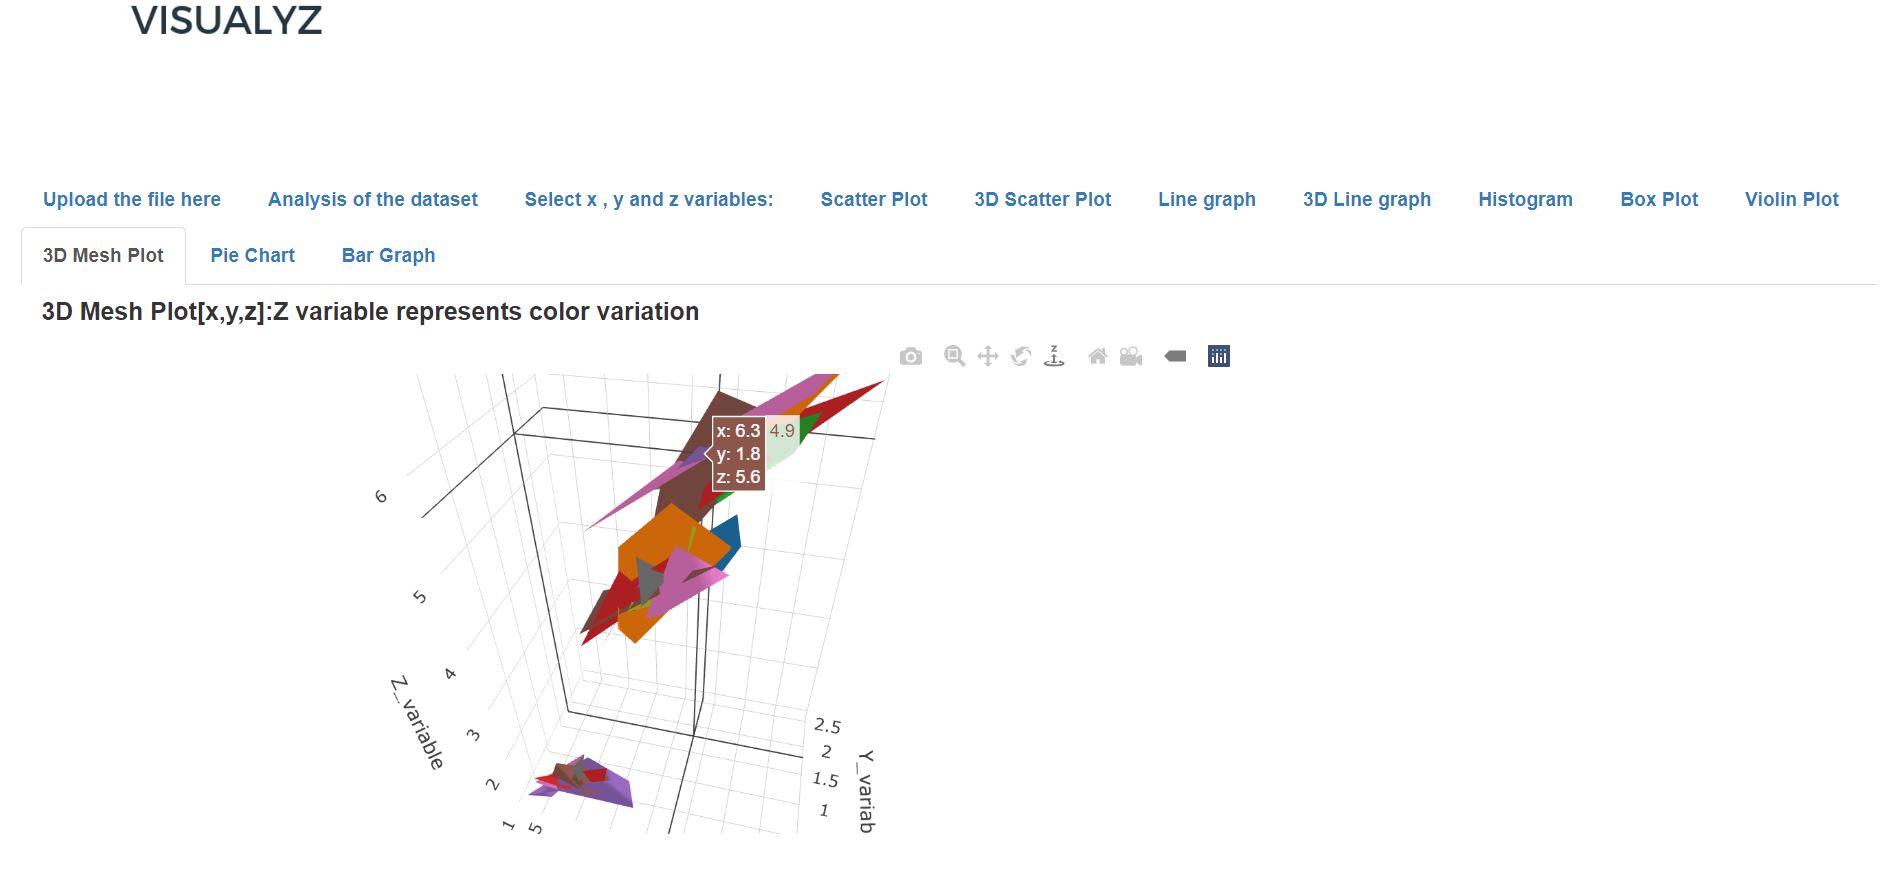 VISUALYZ
Upload the file here Analysis of the dataset Select x , y and z variables: Scatter Plot 3D Scatter Plot Line graph 3D Line graph Histogram Box Plot Violin Plot
3D Mesh Plot Pie Chart Bar Graph
3D Mesh Plot[x,y,z]:Z variable represents color variation
z
x: 6.3 4.9
y: 1.8
z: 5.6
6
5
4
3
2
1
Z_variable
5
2.5
2
1.5
1
Y_variab